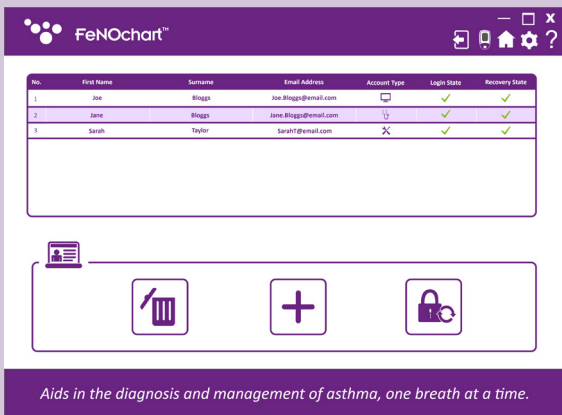 FeNOchart™
No. First Name Surname Email Address Account Type Login State Recovery State
1 Joe Bloggs Joe.Bloggs@email.com
2 Jane Bloggs Jane.Bloggs@email.com
3 Sarah Taylor SarahT@email.com
Aids in the diagnosis and management of asthma, one breath at a time.